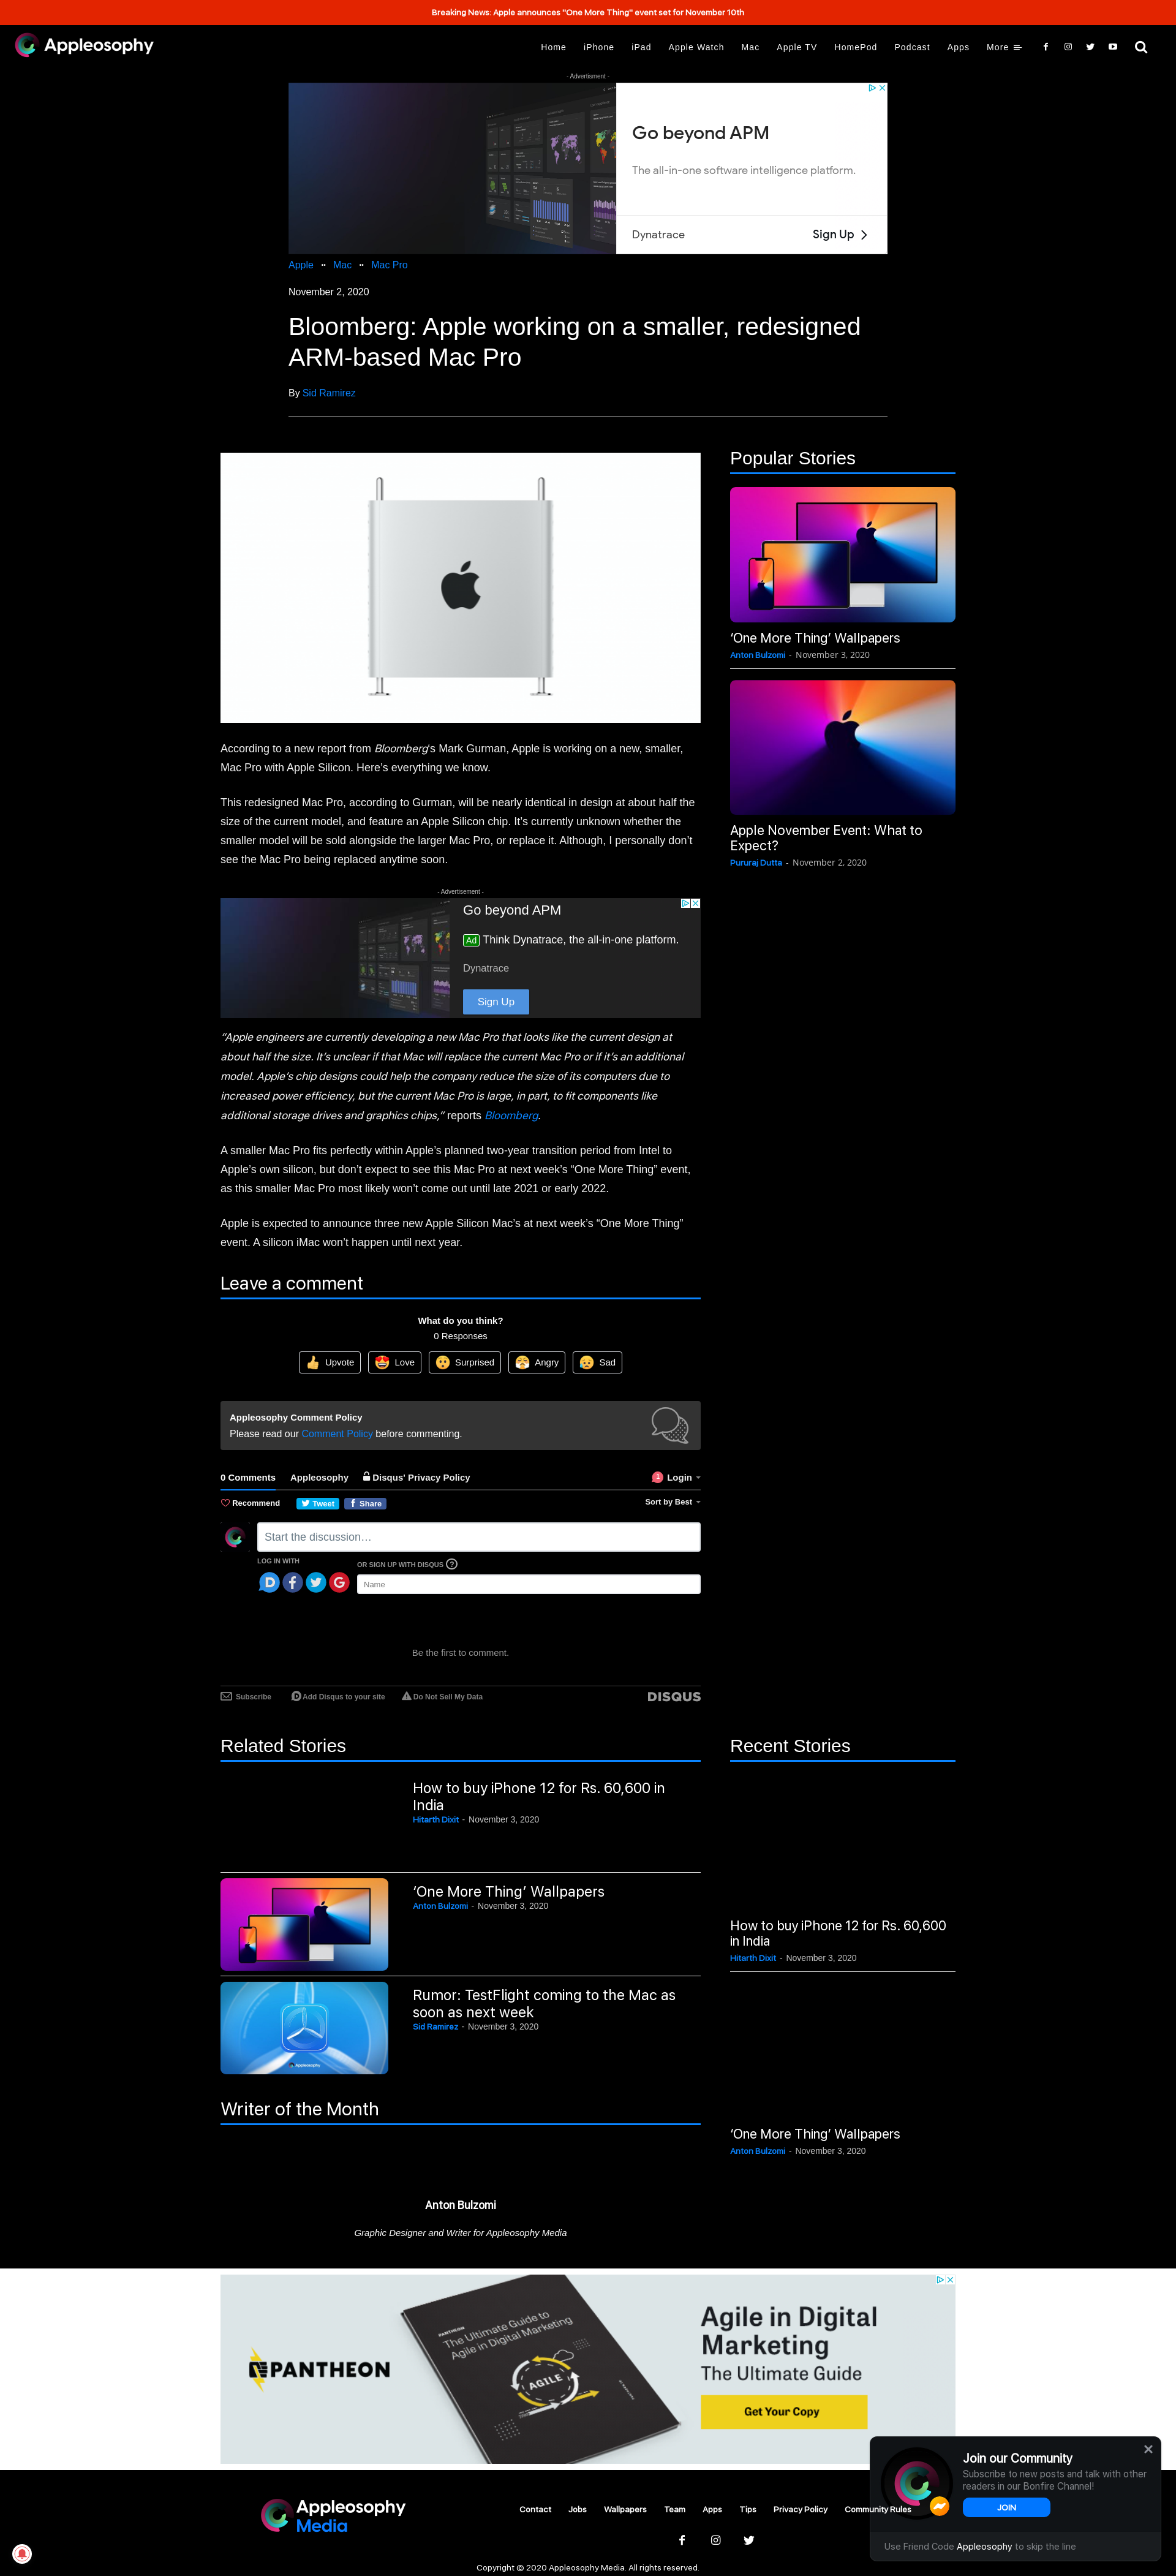 Breaking News: Apple announces "One More Thing" event set for November 10th
Appleosophy
Home iPhone iPad Apple Watch Mac Apple TV HomePod Podcast Apps More
- Advertisment -
Go beyond APM
The all-in-one software intelligence platform.
Dynatrace
Sign Up
Apple Mac Mac Pro
November 2, 2020
Bloomberg: Apple working on a smaller, redesigned
ARM-based Mac Pro
By Sid Ramirez
According to a new report from Bloomberg's Mark Gurman, Apple is working on a new, smaller,
Mac Pro with Apple Silicon. Here's everything we know.
This redesigned Mac Pro, according to Gurman, will be nearly identical in design at about half the
size of the current model, and feature an Apple Silicon chip. It's currently unknown whether the
smaller model will be sold alongside the larger Mac Pro, or replace it. Although, I personally don't
see the Mac Pro being replaced anytime soon.
- Advertisement -
Go beyond APM
Ad Think Dynatrace, the all-in-one platform.
Dynatrace
Sign Up
"Apple engineers are currently developing a new Mac Pro that looks like the current design at
about half the size. It's unclear if that Mac will replace the current Mac Pro or if it's an additional
model. Apple's chip designs could help the company reduce the size of its computers due to
increased power efficiency, but the current Mac Pro is large, in part, to fit components like
additional storage drives and graphics chips," reports Bloomberg.
A smaller Mac Pro fits perfectly within Apple's planned two-year transition period from Intel to
Apple's own silicon, but don't expect to see this Mac Pro at next week's "One More Thing" event,
as this smaller Mac Pro most likely won't come out until late 2021 or early 2022.
Apple is expected to announce three new Apple Silicon Mac's at next week's "One More Thing"
event. A silicon iMac won't happen until next year.
Popular Stories
'One More Thing' Wallpapers
Anton Bulzomi - November 3, 2020
Apple November Event: What to
Expect?
Pururaj Dutta - November 2, 2020
Leave a comment
What do you think?
0 Responses
Upvote Love Surprised Angry Sad
Appleosophy Comment Policy
Please read our Comment Policy before commenting.
0 Comments Appleosophy Disqus' Privacy Policy 1 Login
Recommend Tweet Share Sort by Best
Start the discussion…
LOG IN WITH
OR SIGN UP WITH DISQUS ?
Name
Be the first to comment.
Subscribe Add Disqus to your site Do Not Sell My Data DISQUS
Related Stories
How to buy iPhone 12 for Rs. 60,600 in
India
Hitarth Dixit - November 3, 2020
'One More Thing' Wallpapers
Anton Bulzomi - November 3, 2020
Appleosophy
Rumor: TestFlight coming to the Mac as
soon as next week
Sid Ramirez - November 3, 2020
Recent Stories
How to buy iPhone 12 for Rs. 60,600
in India
Hitarth Dixit - November 3, 2020
'One More Thing' Wallpapers
Anton Bulzomi - November 3, 2020
Writer of the Month
Anton Bulzomi
Graphic Designer and Writer for Appleosophy Media
PANTHEON
PANTHEON
The Ultimate Guide to
Agile in Digital Marketing
AGILE
Agile in Digital
Marketing
The Ultimate Guide
Get Your Copy
Join our Community
Subscribe to new posts and talk with other
readers in our Bonfire Channel!
JOIN
Use Friend Code Appleosophy to skip the line
Appleosophy
Media
Contact Jobs Wallpapers Team Apps Tips Privacy Policy Community Rules
Copyright © 2020 Appleosophy Media. All rights reserved.